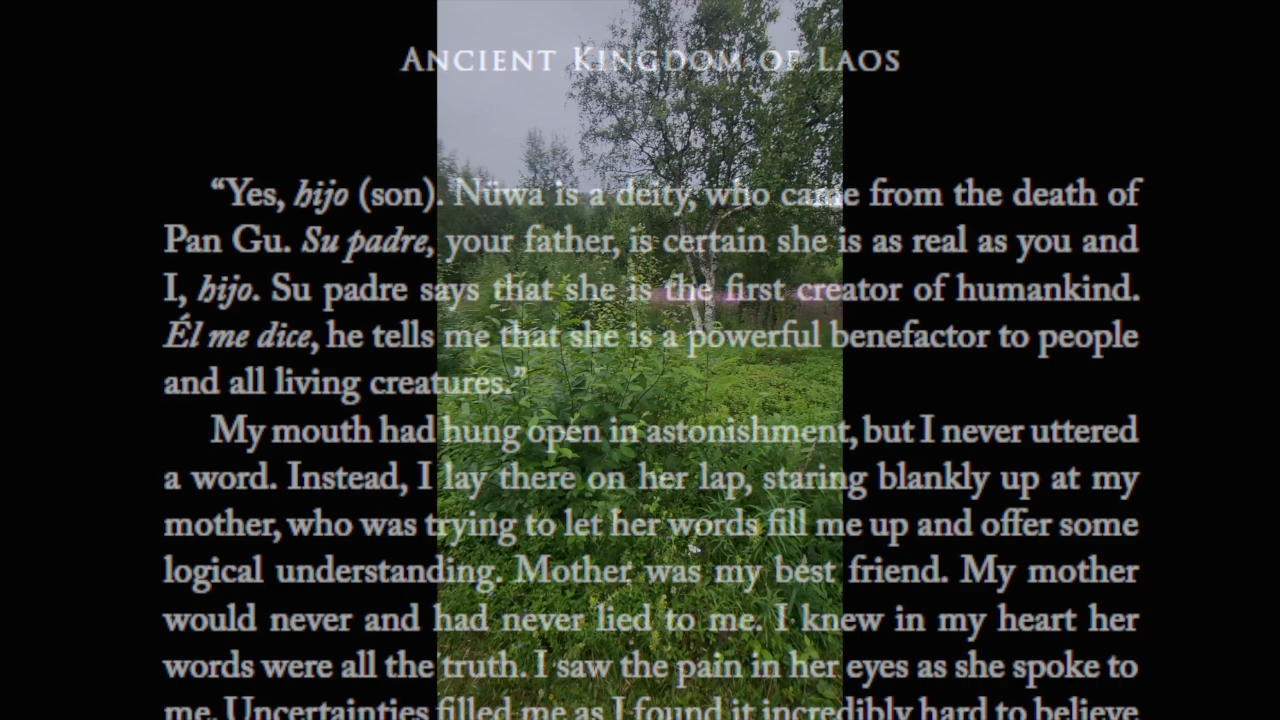 Ancient Kingdom of Laos
“Yes, hijo (son). Nüwa is a deity, who came from the death of
Pan Gu. Su padre, your father, is certain she is as real as you and
I, hijo. Su padre says that she is the first creator of humankind.
Él me dice, he tells me that she is a powerful benefactor to people
and all living creatures.”
My mouth had hung open in astonishment, but I never uttered
a word. Instead, I lay there on her lap, staring blankly up at my
mother, who was trying to let her words fill me up and offer some
logical understanding. Mother was my best friend. My mother
would never and had never lied to me. I knew in my heart her
words were all the truth. I saw the pain in her eyes as she spoke to
me. Uncertainties filled me as I found it incredibly hard to believe